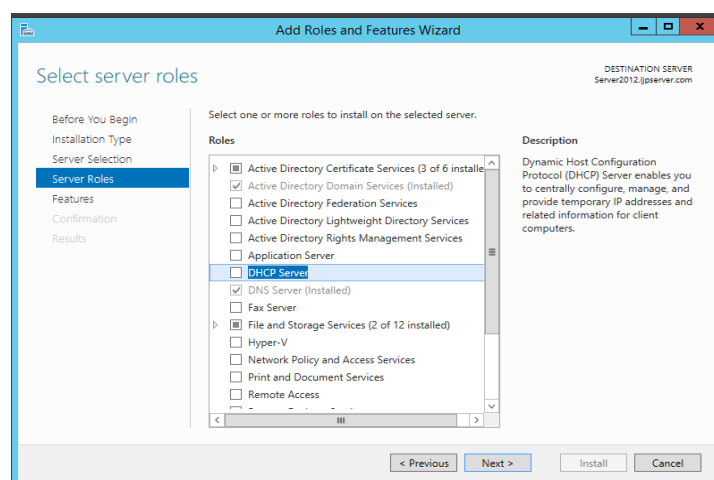 Add Roles and Features Wizard
Select server roles
DESTINATION SERVER
Server2012.ljpserver.com
Before You Begin
Installation Type
Server Selection
Server Roles
Features
Confirmation
Results
Select one or more roles to install on the selected server.
Roles
Active Directory Certificate Services (3 of 6 installe
Active Directory Domain Services (Installed)
Active Directory Federation Services
Active Directory Lightweight Directory Services
Active Directory Rights Management Services
Application Server
DHCP Server
DNS Server (Installed)
Fax Server
File and Storage Services (2 of 12 installed)
Hyper-V
Network Policy and Access Services
Print and Document Services
Remote Access
Description
Dynamic Host Configuration
Protocol (DHCP) Server enables you
to centrally configure, manage, and
provide temporary IP addresses and
related information for client
computers.
< Previous
Next >
Install
Cancel